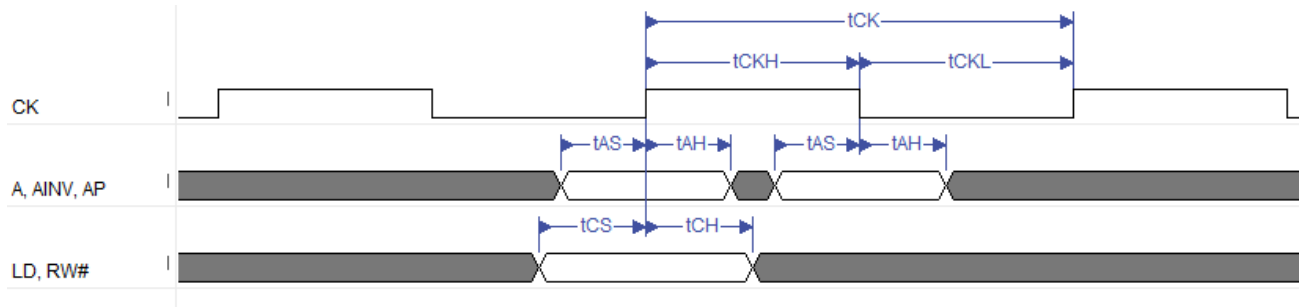 tCK
tCKH tCKL
CK
tAS tAH tAS tAH
A, AINV, AP
tCS tCH
LD, RW#